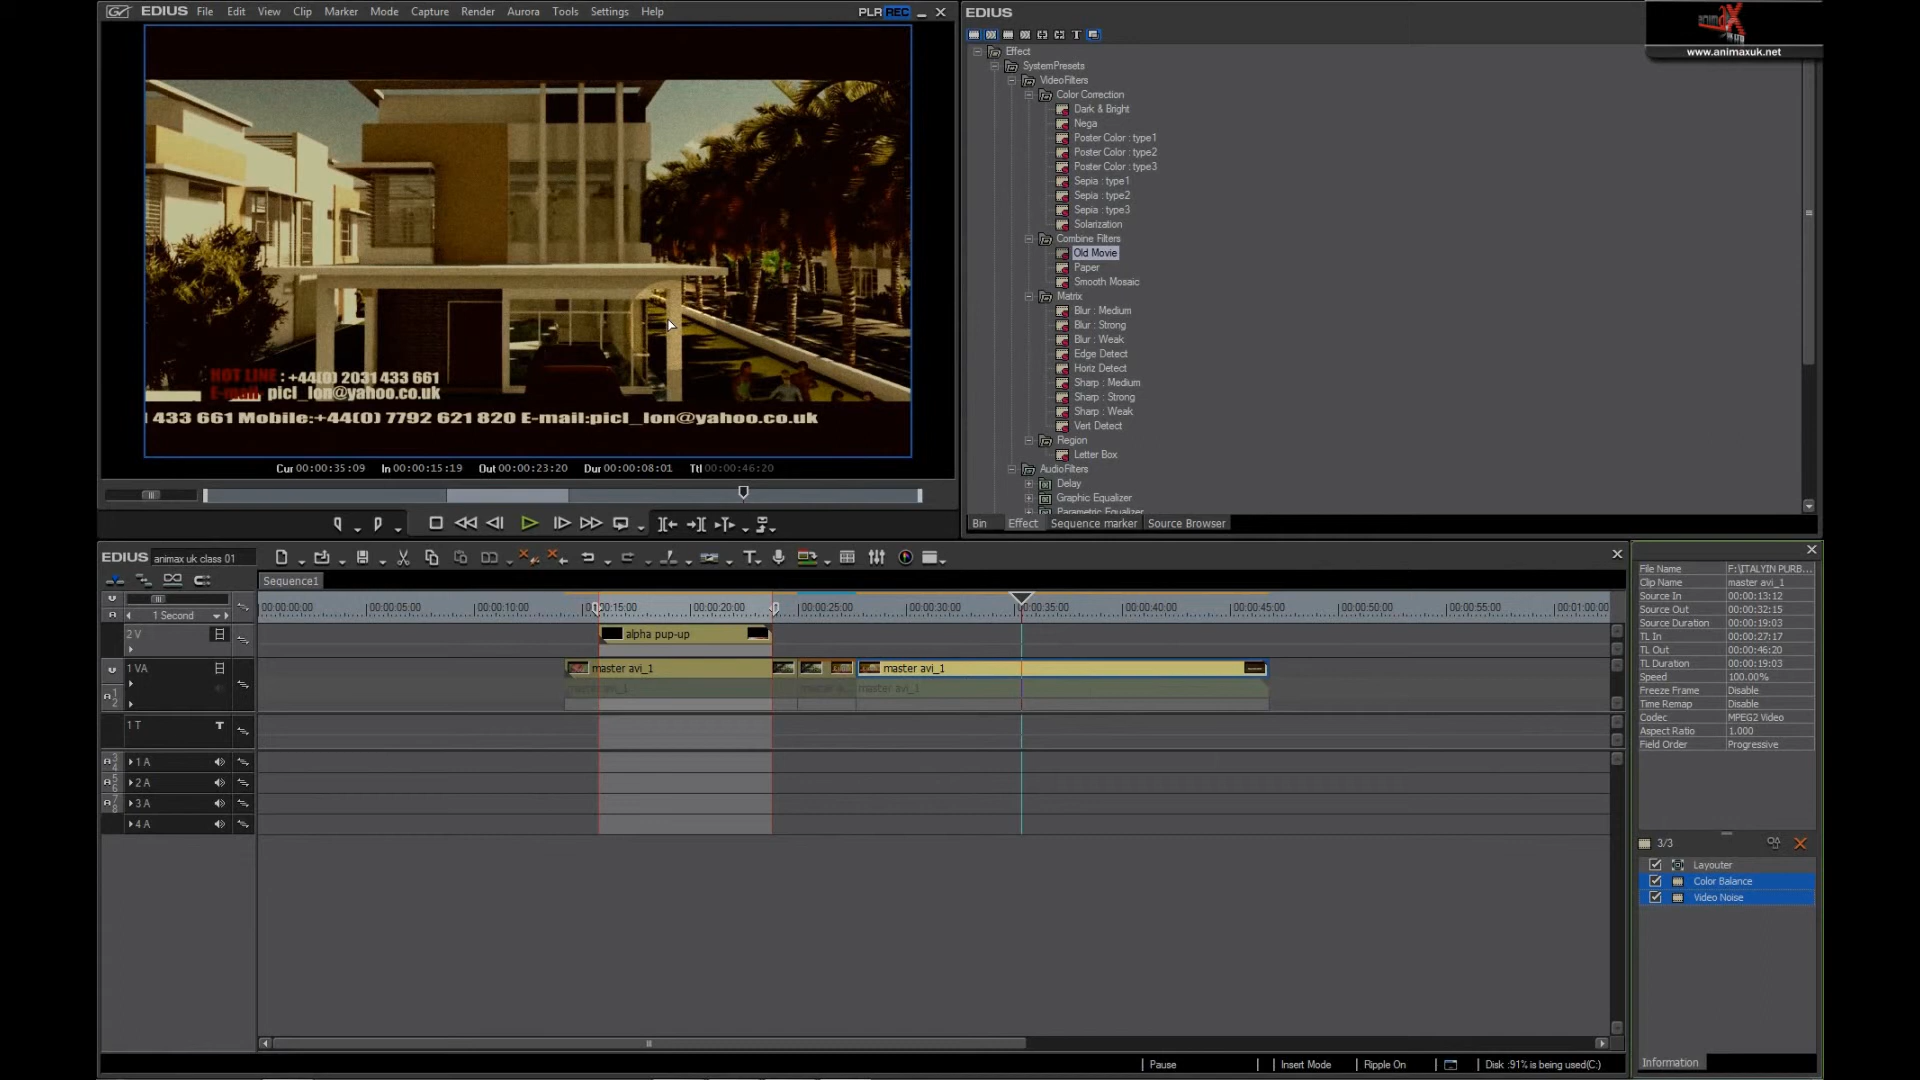 EDIUS File Edit View Clip Marker Mode Capture Render Aurora Tools Settings Help PLR REC
HOT LINE : +44(0) 2031 433 661
E-mail: picl_lon@yahoo.co.uk
433 661 Mobile:+44(0) 7792 621 820 E-mail:picl_lon@yahoo.co.uk
Cur 00:00:35:09 In 00:00:15:19 Out 00:00:23:20 Dur 00:00:08:01 Ttl 00:00:46:20
EDIUS
www.animaxuk.net
Effect
SystemPresets
VideoFilters
Color Correction
Dark & Bright
Nega
Poster Color : type1
Poster Color : type2
Poster Color : type3
Sepia : type1
Sepia : type2
Sepia : type3
Solarization
Combine Filters
Old Movie
Paper
Smooth Mosaic
Matrix
Blur : Medium
Blur : Strong
Blur : Weak
Edge Detect
Horiz Detect
Sharp : Medium
Sharp : Strong
Sharp : Weak
Vert Detect
Region
Letter Box
AudioFilters
Delay
Graphic Equalizer
Parametric Equalizer
Bin Effect Sequence marker Source Browser
EDIUS animax uk class 01
Sequence1
1 Second
00:00:00:00 00:00:05:00 00:00:10:00 00:00:15:00 00:00:20:00 00:00:25:00 00:00:30:00 00:00:35:00 00:00:40:00 00:00:45:00 00:00:50:00 00:00:55:00 00:01:00:00
2 V alpha pup-up
1 VA master avi_1 master avi_1
master avi_1
1 T T
1 A
2 A
3 A
4 A
File Name F:\ITALYIN PURB...
Clip Name master avi_1
Source In 00:00:13:12
Source Out 00:00:32:15
Source Duration 00:00:19:03
TL In 00:00:27:17
TL Out 00:00:46:20
TL Duration 00:00:19:03
Speed 100.00%
Freeze Frame Disable
Time Remap Disable
Codec MPEG2 Video
Aspect Ratio 1.000
Field Order Progressive
3/3
Layouter
Color Balance
Video Noise
Information
Pause Insert Mode Ripple On Disk :91% is being used(C:)